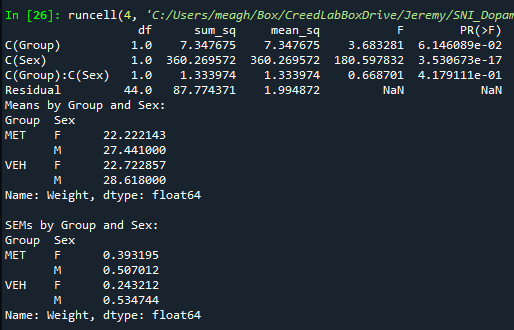 In [26]: runcell(4, 'C:/Users/meagh/Box/CreedLabBoxDrive/Jeremy/SNI_Dopam
df sum_sq mean_sq F PR(>F)
C(Group) 1.0 7.347675 7.347675 3.683281 6.146089e-02
C(Sex) 1.0 360.269572 360.269572 180.597832 3.530673e-17
C(Group):C(Sex) 1.0 1.333974 1.333974 0.668701 4.179111e-01
Residual 44.0 87.774371 1.994872 NaN NaN
Means by Group and Sex:
Group Sex
MET F 22.222143
M 27.441000
VEH F 22.722857
M 28.618000
Name: Weight, dtype: float64
SEMs by Group and Sex:
Group Sex
MET F 0.393195
M 0.507012
VEH F 0.243212
M 0.534744
Name: Weight, dtype: float64